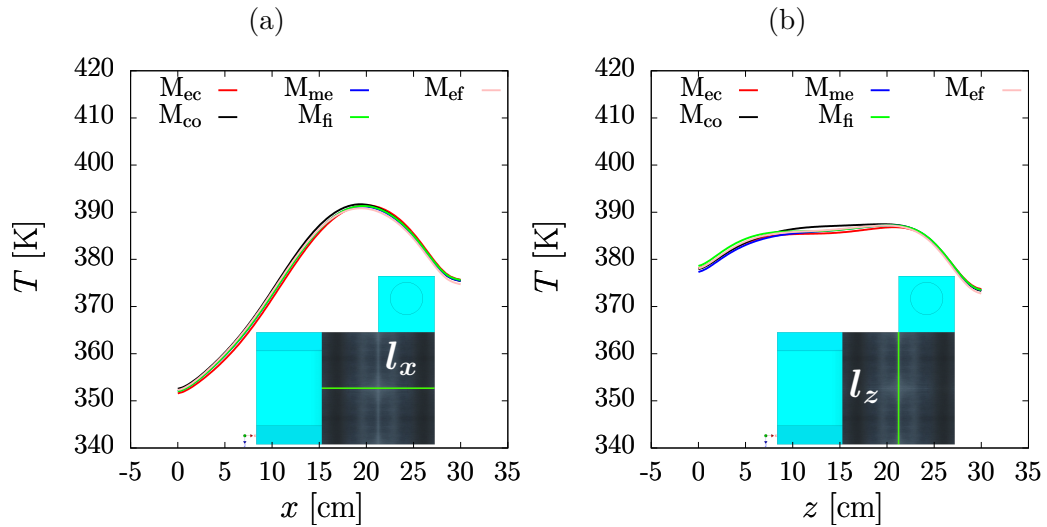 (a)
420
410
400
390
380
370
360
350
340
-5 0 5 10 15 20 25 30 35
T [K]
x [cm]
M_ec M_me M_ef
M_co M_fi
l_x
(b)
420
410
400
390
380
370
360
350
340
-5 0 5 10 15 20 25 30 35
T [K]
z [cm]
M_ec M_me M_ef
M_co M_fi
l_z